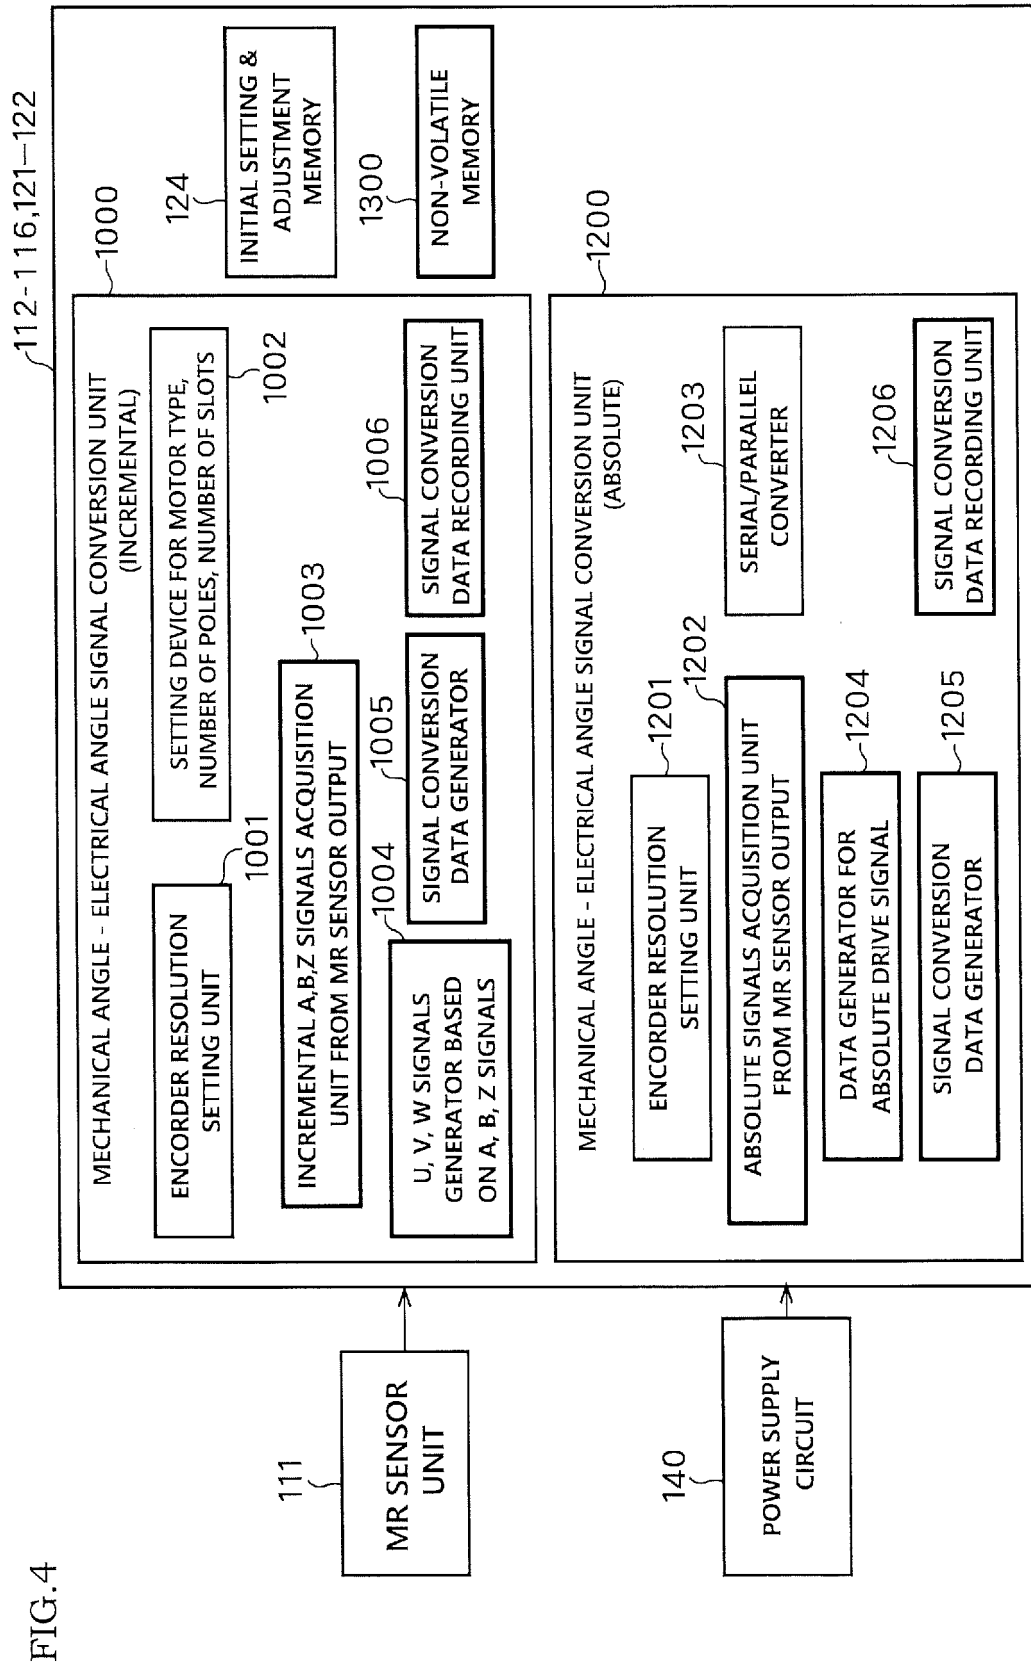 FIG.4
112-116,121—122
111
MR SENSOR
UNIT
140
POWER SUPPLY
CIRCUIT
1000
MECHANICAL ANGLE - ELECTRICAL ANGLE SIGNAL CONVERSION UNIT
(INCREMENTAL)
ENCORDER RESOLUTION
SETTING UNIT
1001
SETTING DEVICE FOR MOTOR TYPE,
NUMBER OF POLES, NUMBER OF SLOTS
1002
INCREMENTAL A,B,Z SIGNALS ACQUISITION
UNIT FROM MR SENSOR OUTPUT
1003
U, V, W SIGNALS
GENERATOR BASED
ON A, B, Z SIGNALS
1004
SIGNAL CONVERSION
DATA GENERATOR
1005
SIGNAL CONVERSION
DATA RECORDING UNIT
1006
124
INITIAL SETTING &
ADJUSTMENT
MEMORY
1300
NON-VOLATILE
MEMORY
1200
MECHANICAL ANGLE - ELECTRICAL ANGLE SIGNAL CONVERSION UNIT
(ABSOLUTE)
ENCORDER RESOLUTION
SETTING UNIT
1201
ABSOLUTE SIGNALS ACQUISITION UNIT
FROM MR SENSOR OUTPUT
1202
SERIAL/PARALLEL
CONVERTER
1203
DATA GENERATOR FOR
ABSOLUTE DRIVE SIGNAL
1204
SIGNAL CONVERSION
DATA GENERATOR
1205
SIGNAL CONVERSION
DATA RECORDING UNIT
1206